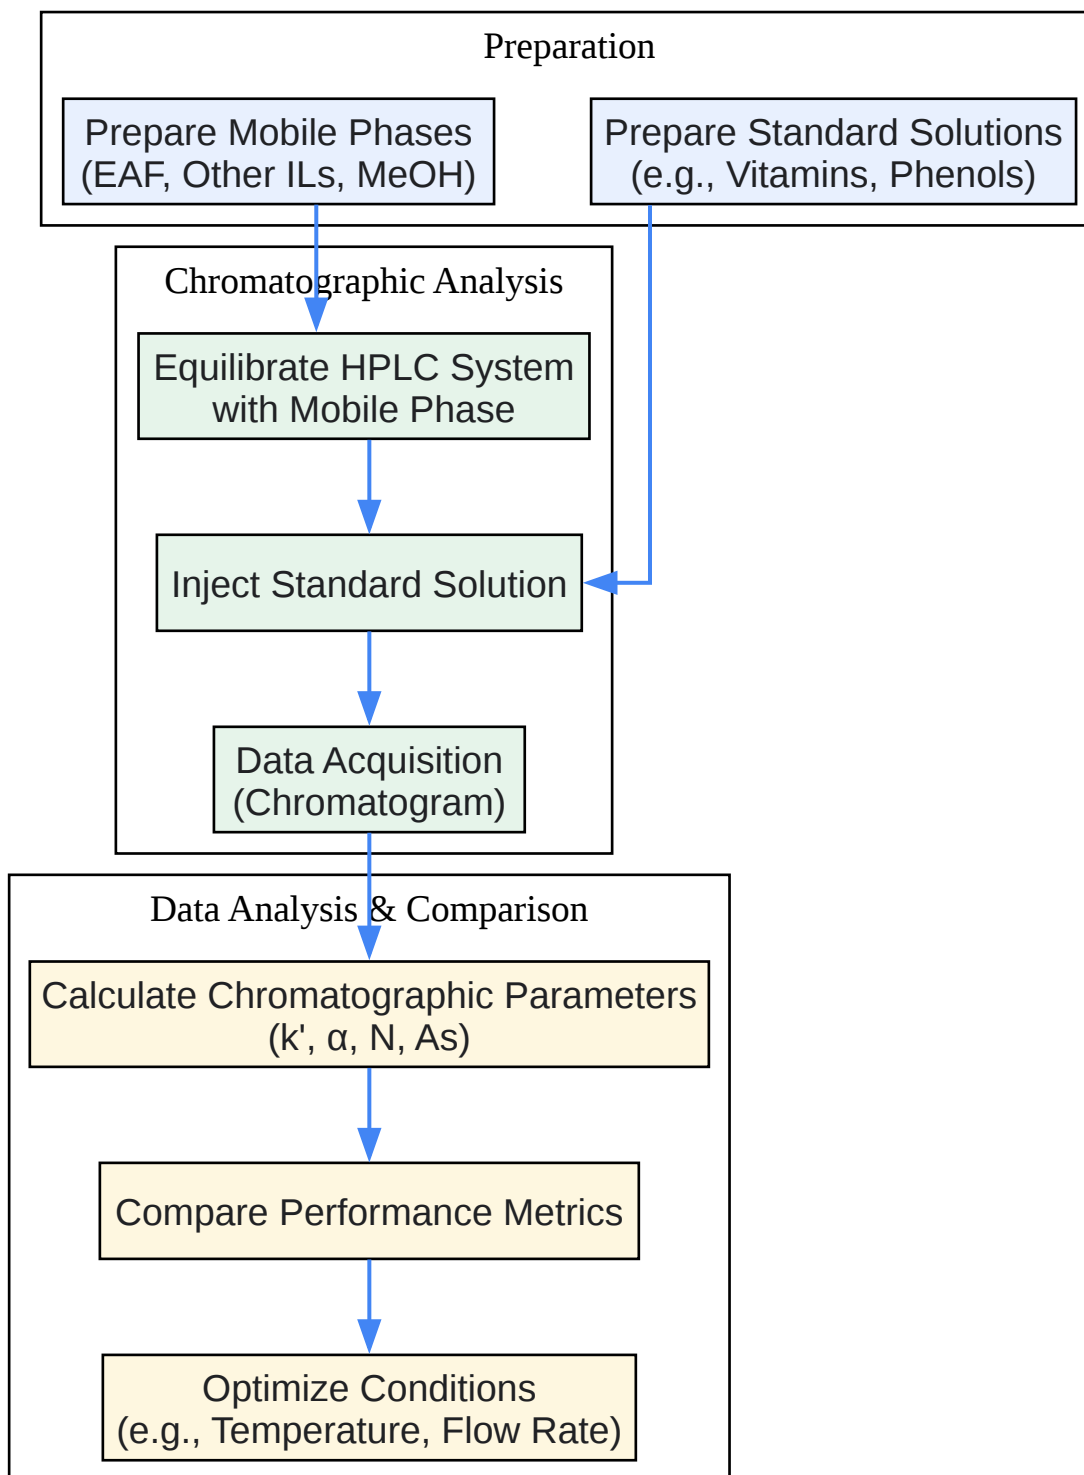 Preparation
Prepare Mobile Phases
(EAF, Other ILs, MeOH)
Prepare Standard Solutions
(e.g., Vitamins, Phenols)
Chromatographic Analysis
Equilibrate HPLC System
with Mobile Phase
Inject Standard Solution
Data Acquisition
(Chromatogram)
Data Analysis & Comparison
Calculate Chromatographic Parameters
(k', α, N, As)
Compare Performance Metrics
Optimize Conditions
(e.g., Temperature, Flow Rate)